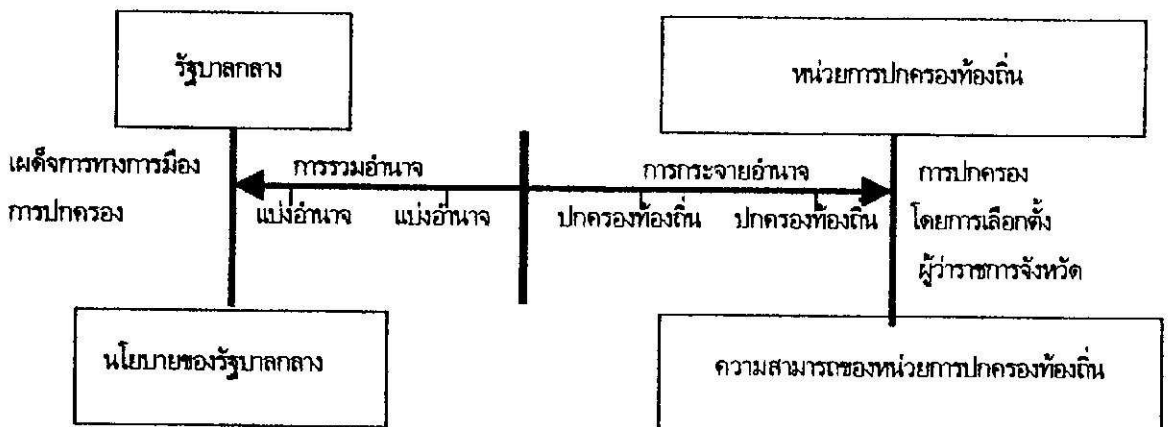 รัฐบาลกลาง
หน่วยการปกครองท้องถิ่น
เผด็จการทางการมือง
การรวมอำนาจ
การกระจายอำนาจ
การปกครอง
การปกครอง
แบ่งอำนาจ
แบ่งอำนาจ
ปกครองท้องถิ่น
ปกครองท้องถิ่น
โดยการเลือกตั้ง
ผู้ว่าราชการจังหวัด
นโยบายของรัฐบาลกลาง
ความสามารถของหน่วยการปกครองท้องถิ่น